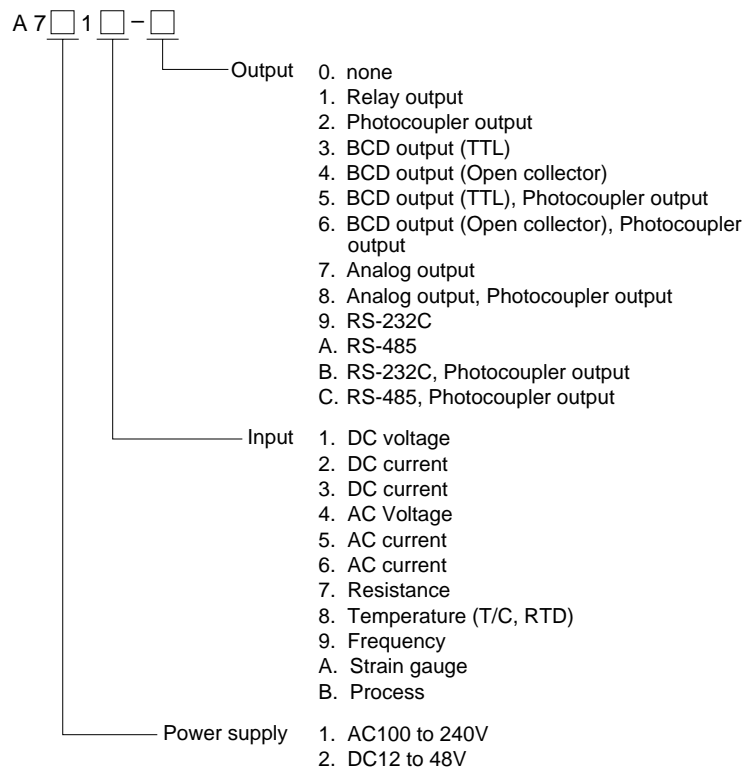 A 7□ 1 □ – □
Output
0. none
1. Relay output
2. Photocoupler output
3. BCD output (TTL)
4. BCD output (Open collector)
5. BCD output (TTL), Photocoupler output
6. BCD output (Open collector), Photocoupler
output
7. Analog output
8. Analog output, Photocoupler output
9. RS-232C
A. RS-485
B. RS-232C, Photocoupler output
C. RS-485, Photocoupler output
Input
1. DC voltage
2. DC current
3. DC current
4. AC Voltage
5. AC current
6. AC current
7. Resistance
8. Temperature (T/C, RTD)
9. Frequency
A. Strain gauge
B. Process
Power supply
1. AC100 to 240V
2. DC12 to 48V